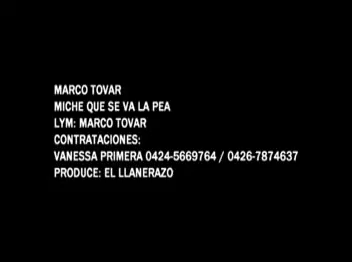 MARCO TOVAR
MICHE QUE SE VA LA PEA
LYM: MARCO TOVAR
CONTRATACIONES:
VANESSA PRIMERA 0424-5669764 / 0426-7874637
PRODUCE: EL LLANERAZO